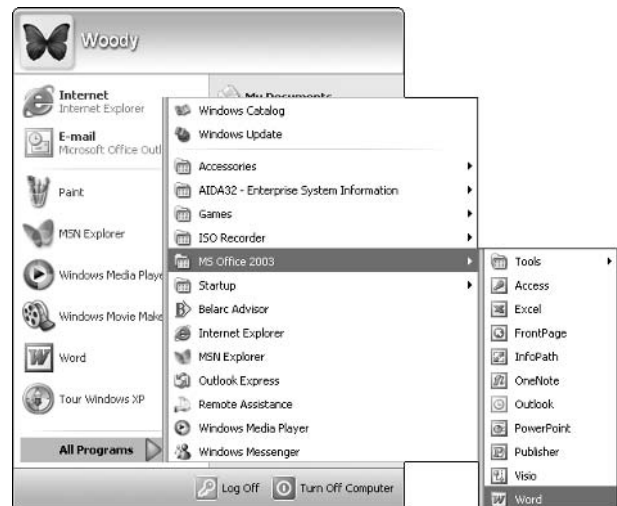 Woody
Internet
Internet Explorer
E-mail
Microsoft Office Outl
Paint
MSN Explorer
Windows Media Playe
Windows Movie Make
Word
Tour Windows XP
All Programs
My Documents
Windows Catalog
Windows Update
Accessories
AIDA32 - Enterprise System Information
Games
ISO Recorder
MS Office 2003
Startup
Belarc Advisor
Internet Explorer
MSN Explorer
Outlook Express
Remote Assistance
Windows Media Player
Windows Messenger
Tools
Access
Excel
FrontPage
InfoPath
OneNote
Outlook
PowerPoint
Publisher
Visio
Word
Log Off
Turn Off Computer